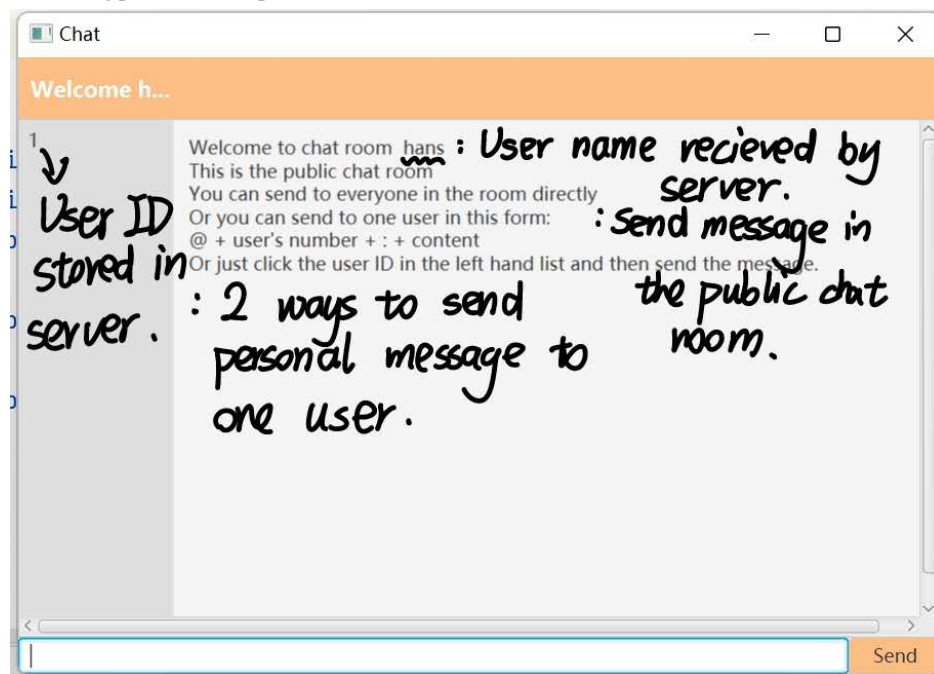 Chat
Welcome h...
1
User ID
stored in
server.
Welcome to chat room hans
: User name recieved by
server.
This is the public chat room
You can send to everyone in the room directly
: Send message in
the public chat
room.
Or you can send to one user in this form:
@ + user's number + : + content
Or just click the user ID in the left hand list and then send the message.
: 2 ways to send
personal message to
one user.
Send